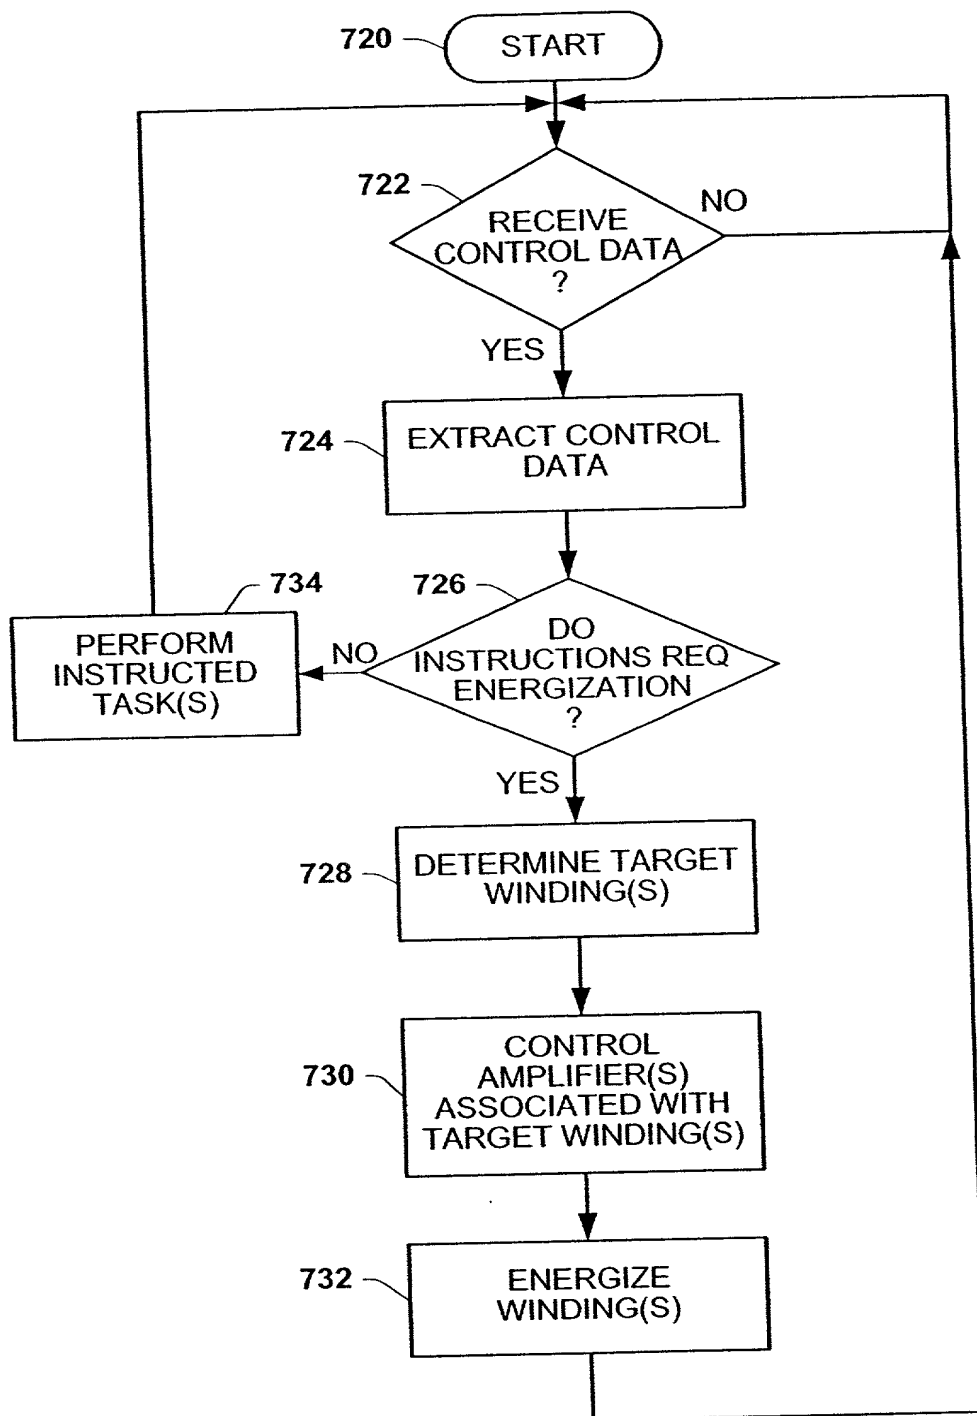 720
START
722
RECEIVE
CONTROL DATA
?
NO
YES
724
EXTRACT CONTROL
DATA
734
PERFORM
INSTRUCTED
TASK(S)
726
DO
INSTRUCTIONS REQ
ENERGIZATION
?
NO
YES
728
DETERMINE TARGET
WINDING(S)
730
CONTROL
AMPLIFIER(S)
ASSOCIATED WITH
TARGET WINDING(S)
732
ENERGIZE
WINDING(S)